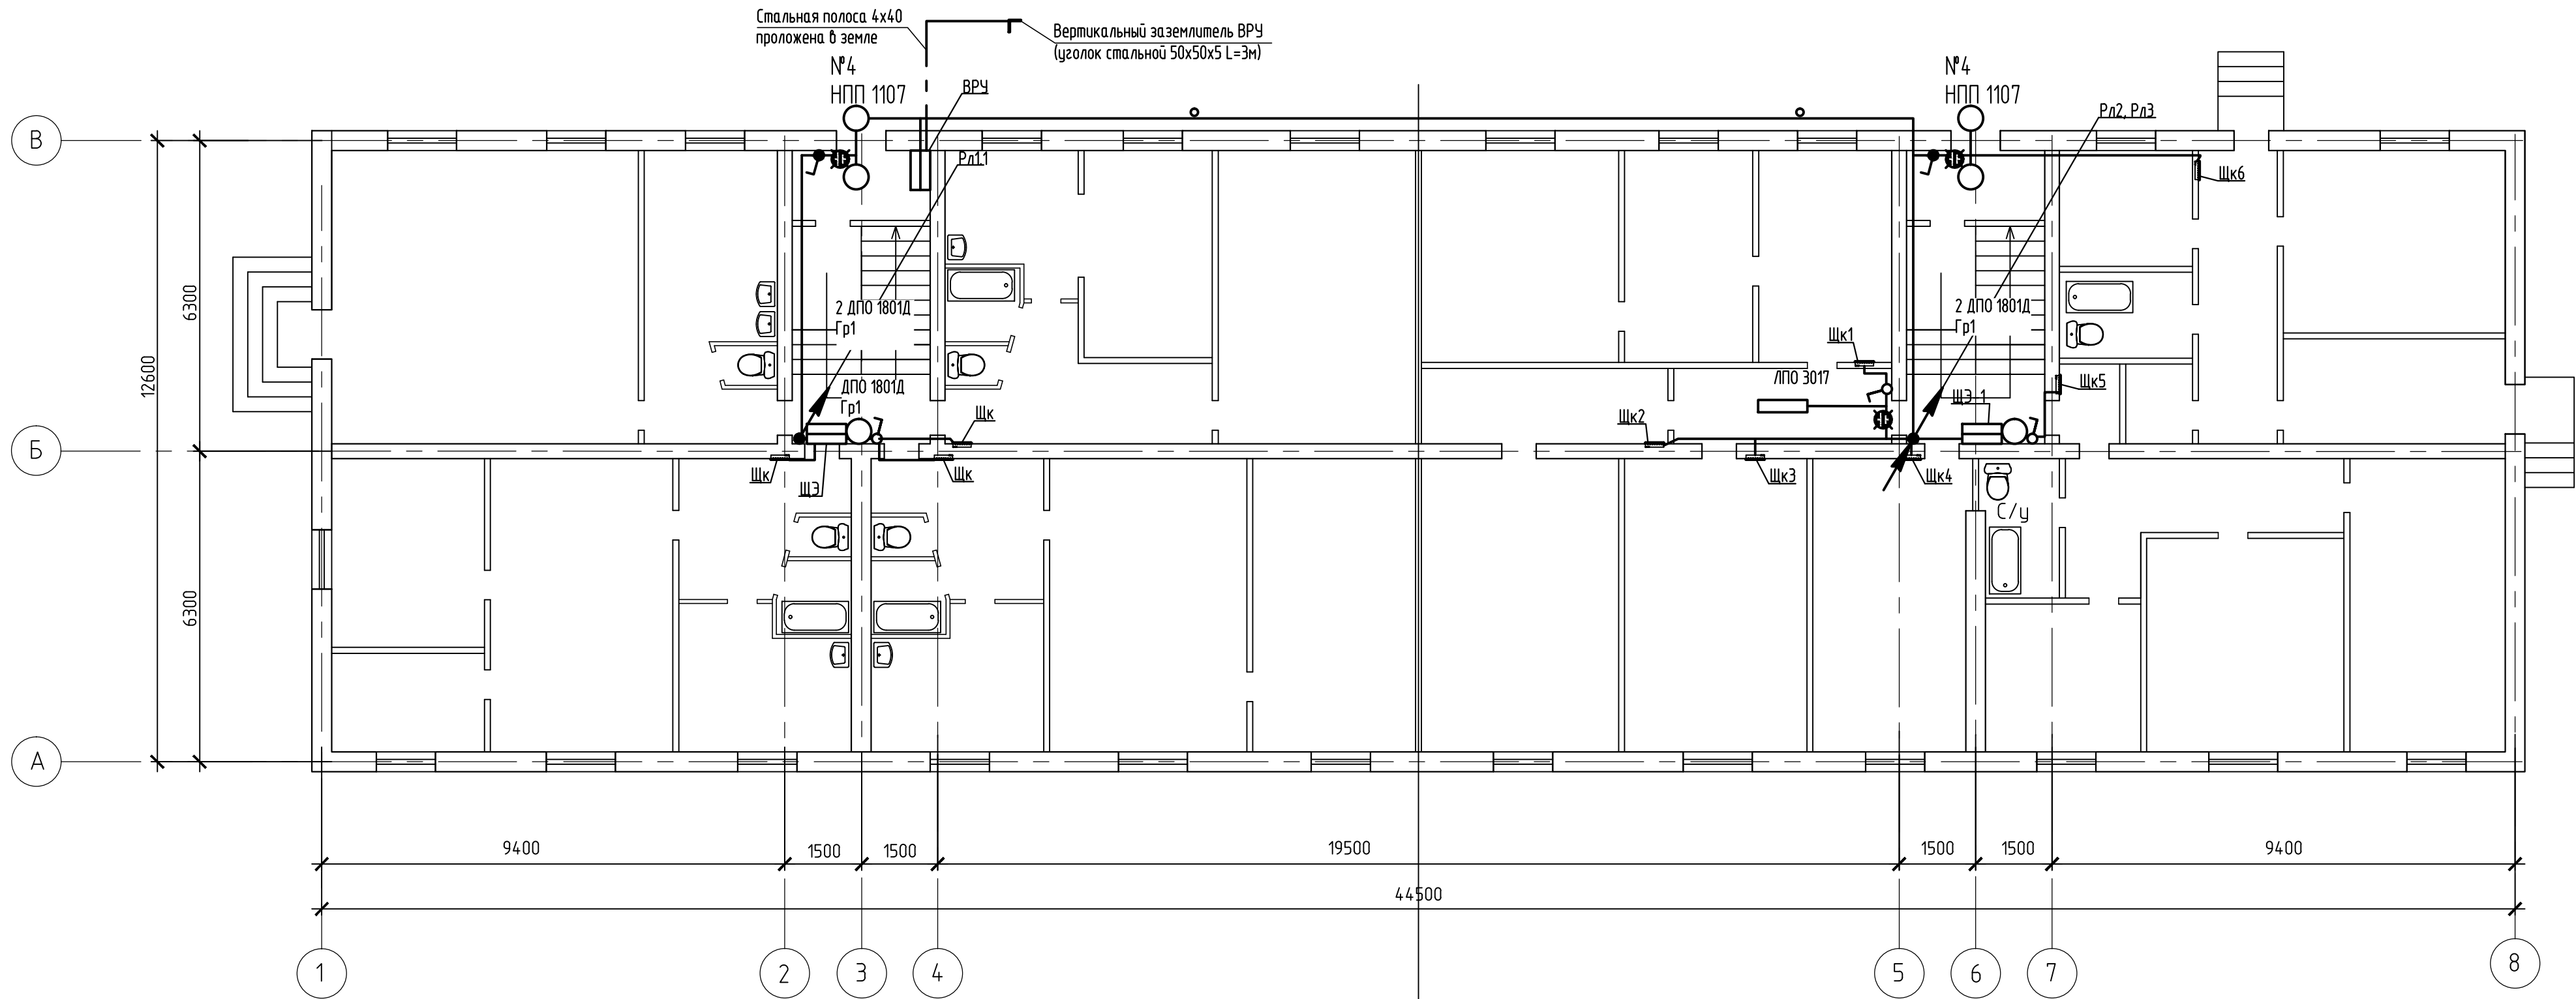 Стальная полоса 4х40
проложена в земле
Вертикальный заземлитель ВРУ
(уголок стальной 50х50х5 L=3м)
№4
НПП 1107
ВРУ
№4
НПП 1107
Рл2, Рл3
В
Рл1.1
Щк6
6300
12600
2 ДПО 1801Д
Гр1
2 ДПО 1801Д
Гр1
Щк1
ЛПО 3017
ДПО 1801Д
Гр1
Щк5
ЩЭ-1
Щк
Щк2
Б
Щк
ЩЭ
Щк
Щк3
Щк4
С/у
6300
А
9400
1500
1500
19500
1500
1500
9400
44500
1
2
3
4
5
6
7
8